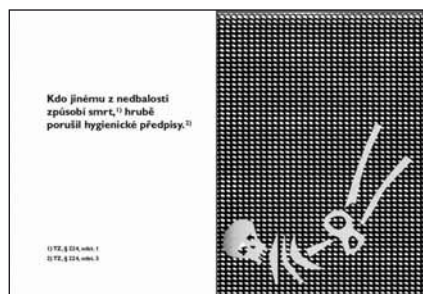 Kdo jinému z nedbalosti
způsobí smrt,1) hrubě
porušil hygienické předpisy.2)
1) TZ, § 224, odst. 1
2) TZ, § 224, odst. 3